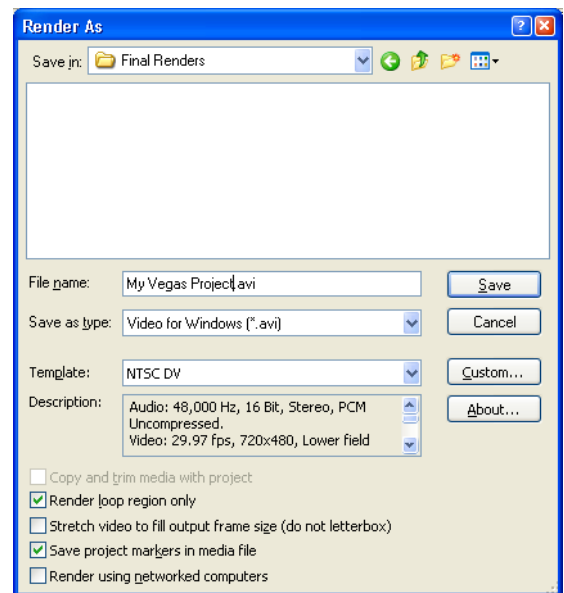 Render As
Save in: Final Renders
File name: My Vegas Project.avi Save
Save as type: Video for Windows (*.avi) Cancel
Template: NTSC DV Custom...
Description: Audio: 48,000 Hz, 16 Bit, Stereo, PCM About...
Uncompressed.
Video: 29.97 fps, 720x480, Lower field
Copy and trim media with project
Render loop region only
Stretch video to fill output frame size (do not letterbox)
Save project markers in media file
Render using networked computers